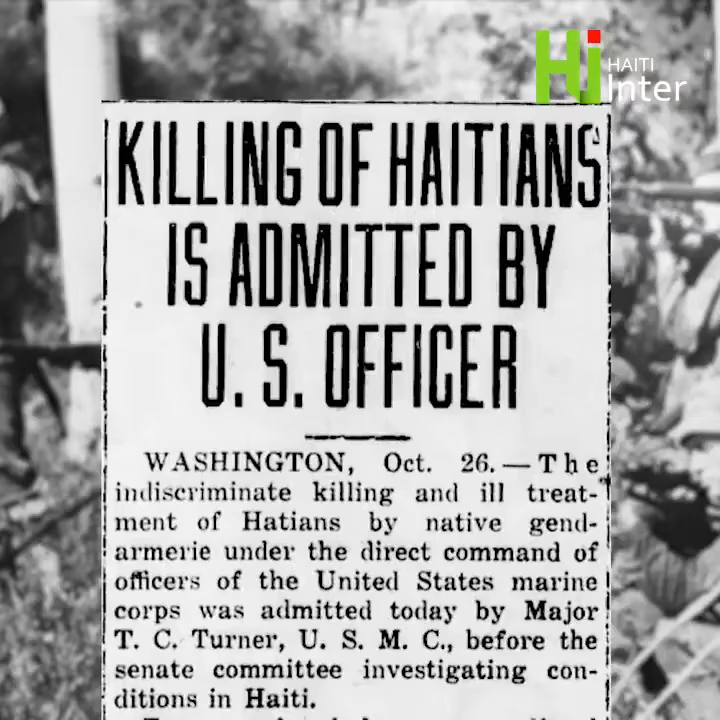 Hi HAITI
Inter
KILLING OF HAITIANS
IS ADMITTED BY
U. S. OFFICER
WASHINGTON, Oct. 26. — The
indiscriminate killing and ill treat-
ment of Hatians by native gend-
armerie under the direct command of
officers of the United States marine
corps was admitted today by Major
T. C. Turner, U. S. M. C., before the
senate committee investigating con-
ditions in Haiti.